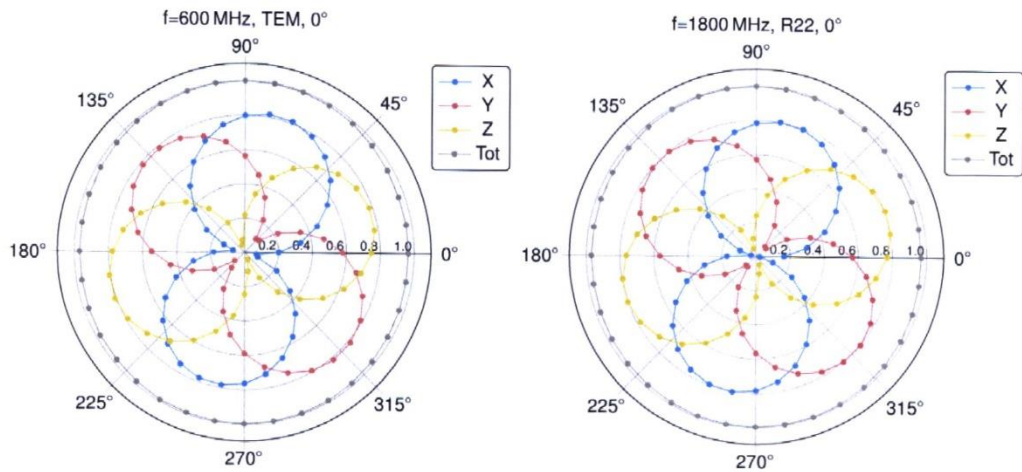 f=600 MHz, TEM, 0°
90°
135°
45°
X
Y
Z
Tot
180°
0.2 0.4 0.6 0.8 1.0
0°
225°
315°
270°
f=1800 MHz, R22, 0°
90°
135°
45°
X
Y
Z
Tot
180°
0.2 0.4 0.6 0.8 1.0
0°
225°
315°
270°